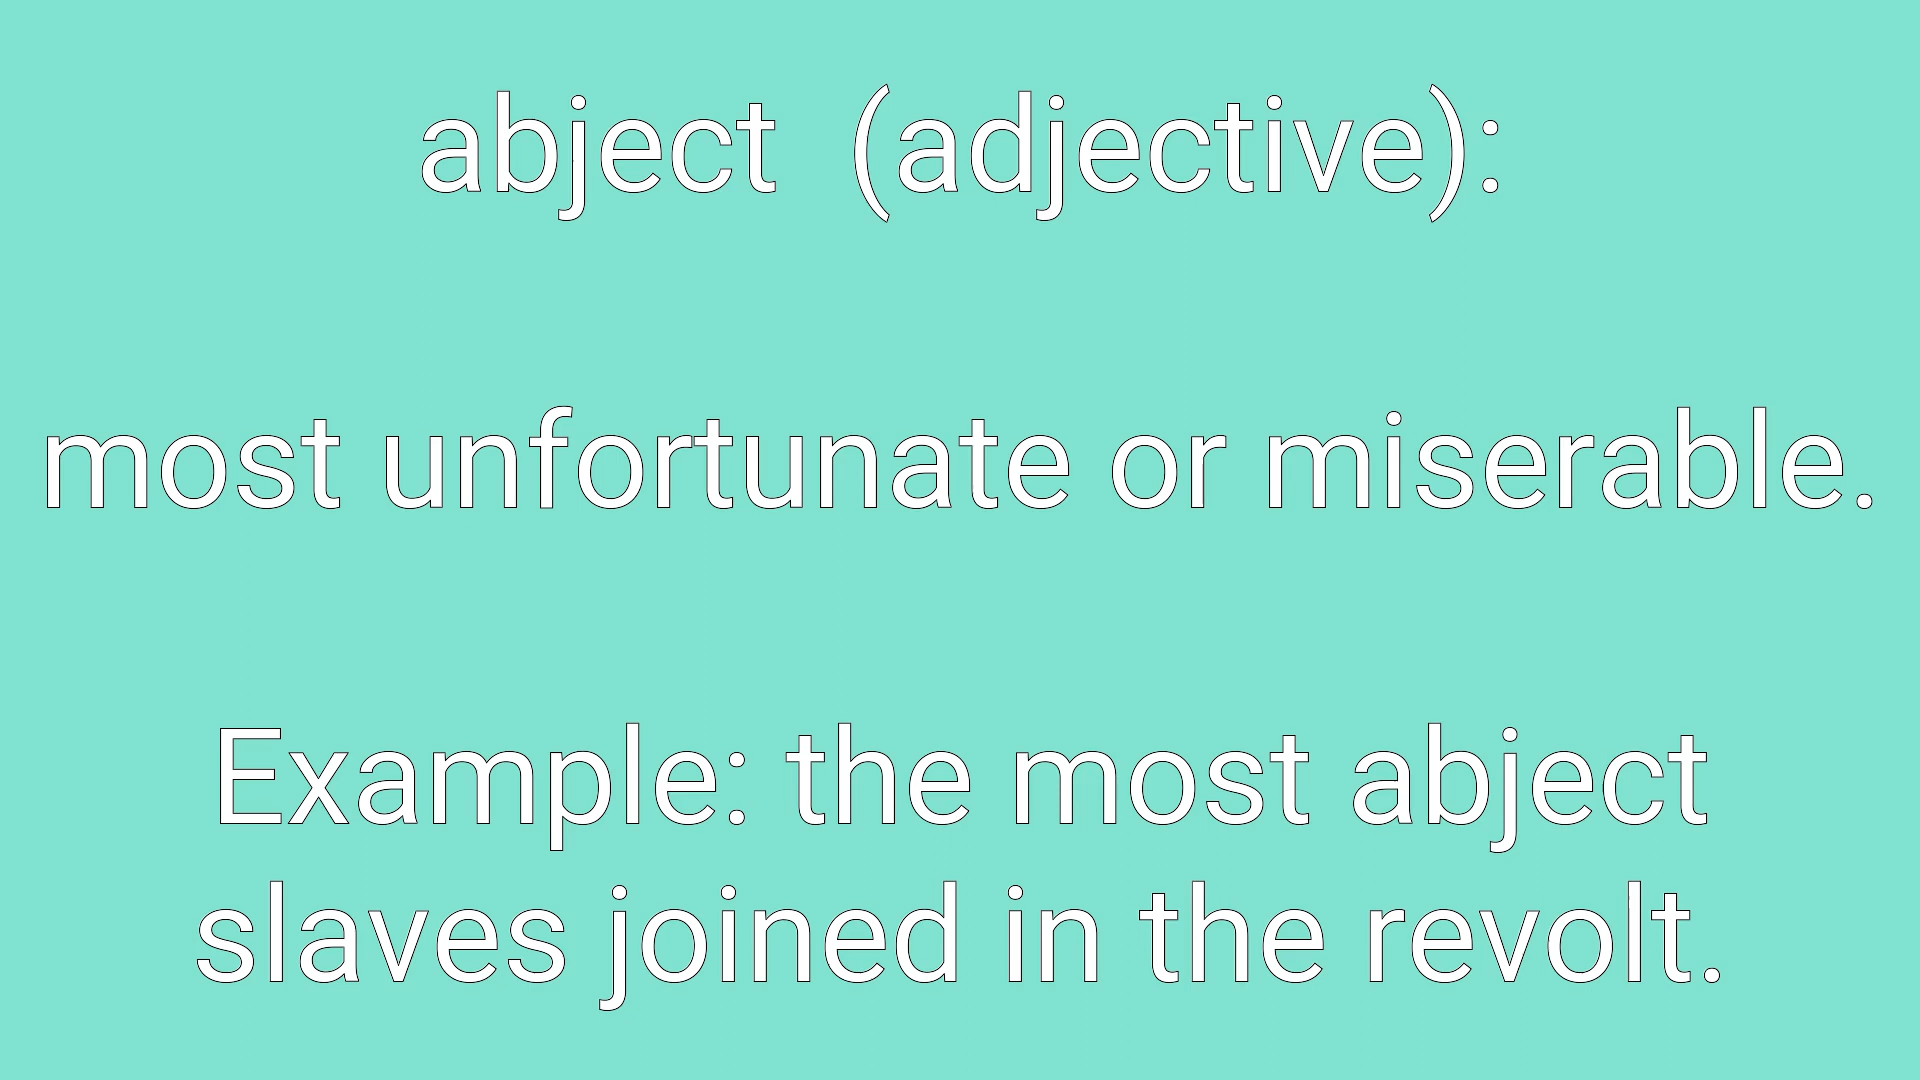 abject  (adjective):
most unfortunate or miserable.
Example: the most abject
slaves joined in the revolt.